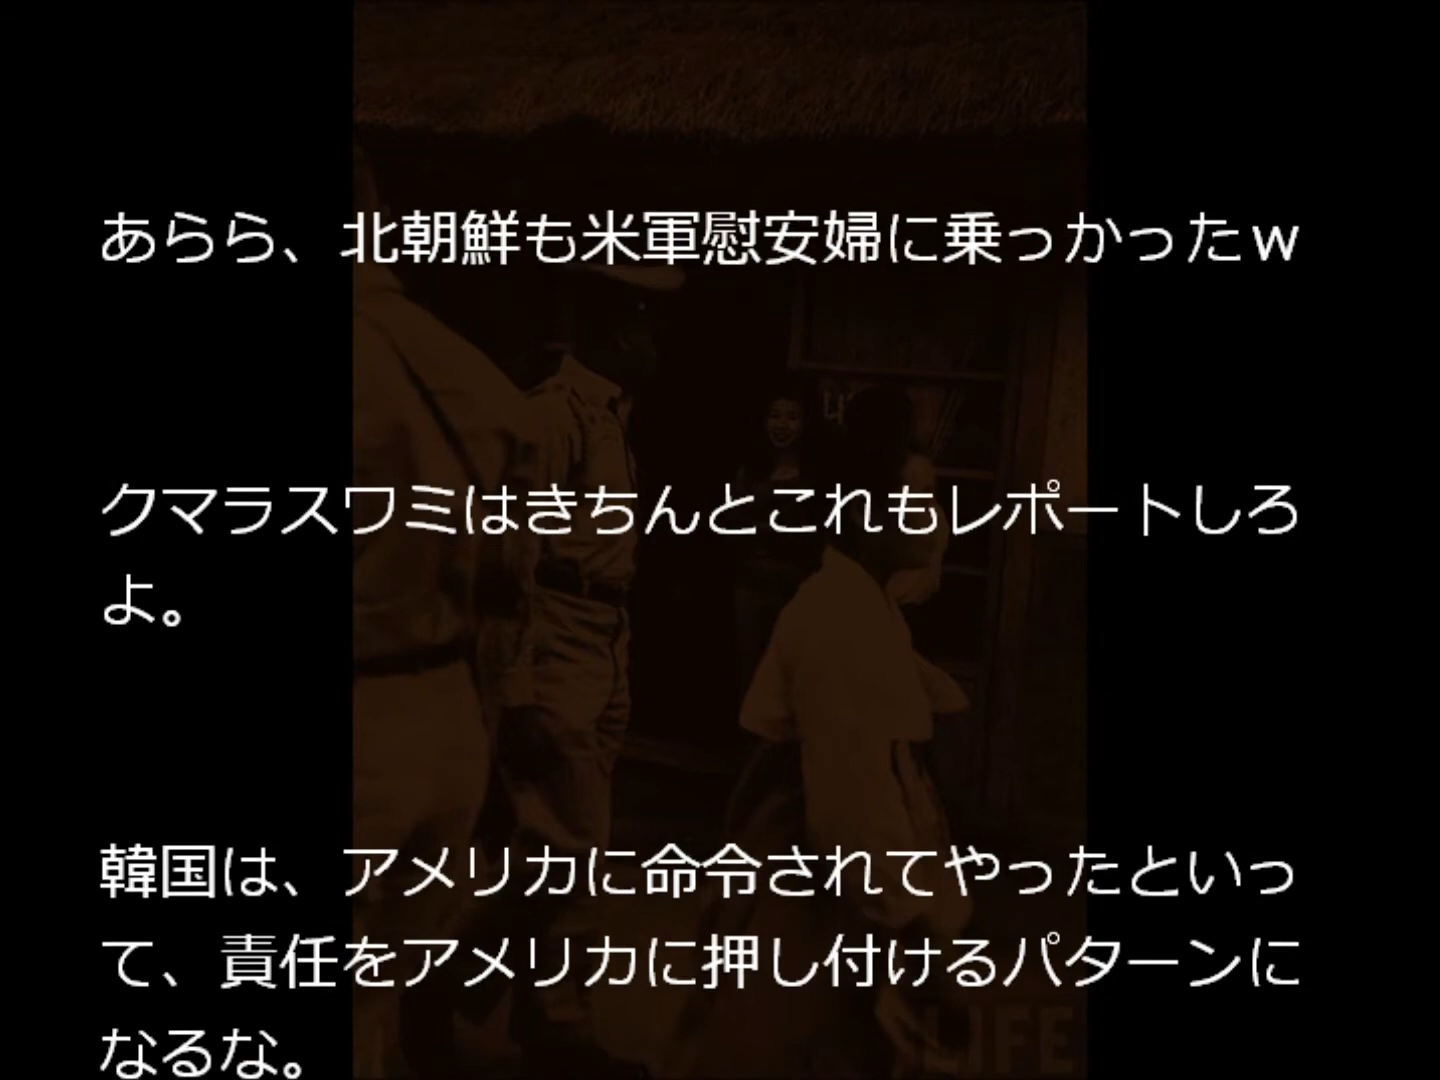 あらら、北朝鮮も米軍慰安婦に乗っかったｗ
クマラスワミはきちんとこれもレポートしろ
よ。
韓国は、アメリカに命令されてやったといっ
て、責任をアメリカに押し付けるパターンに
なるな。
LIFE